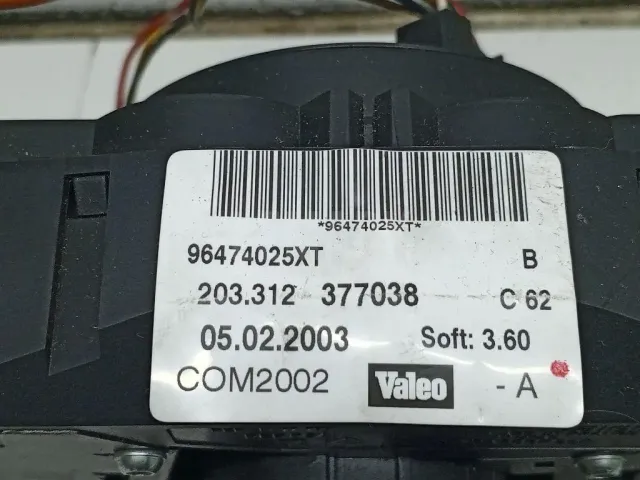 *96474025XT*
96474025XT B
203.312 377038 C 62
05.02.2003 Soft: 3.60
COM2002 Valeo - A